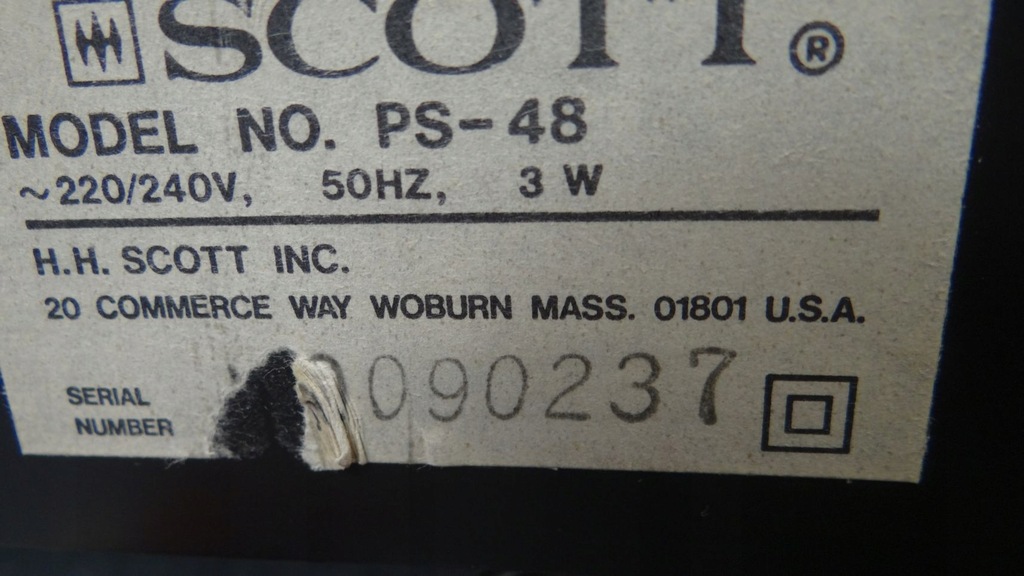 SCOTT ®
MODEL NO. PS-48
~220/240V, 50HZ, 3 W
H.H. SCOTT INC.
20 COMMERCE WAY WOBURN MASS. 01801 U.S.A.
SERIAL
NUMBER
090237